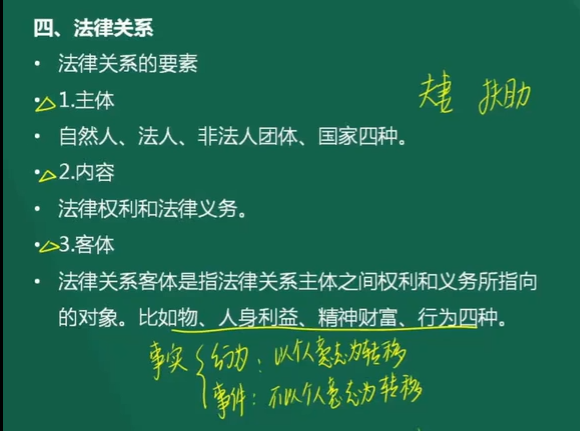 四、法律关系
• 法律关系的要素
• 1.主体
夫妻 扶助
• 自然人、法人、非法人团体、国家四种。
• 2.内容
• 法律权利和法律义务。
• 3.客体
• 法律关系客体是指法律关系主体之间权利和义务所指向
的对象。比如物、人身利益、精神财富、行为四种。
事实 { 行为：以个人意志为转移
事件：不以个人意志为转移